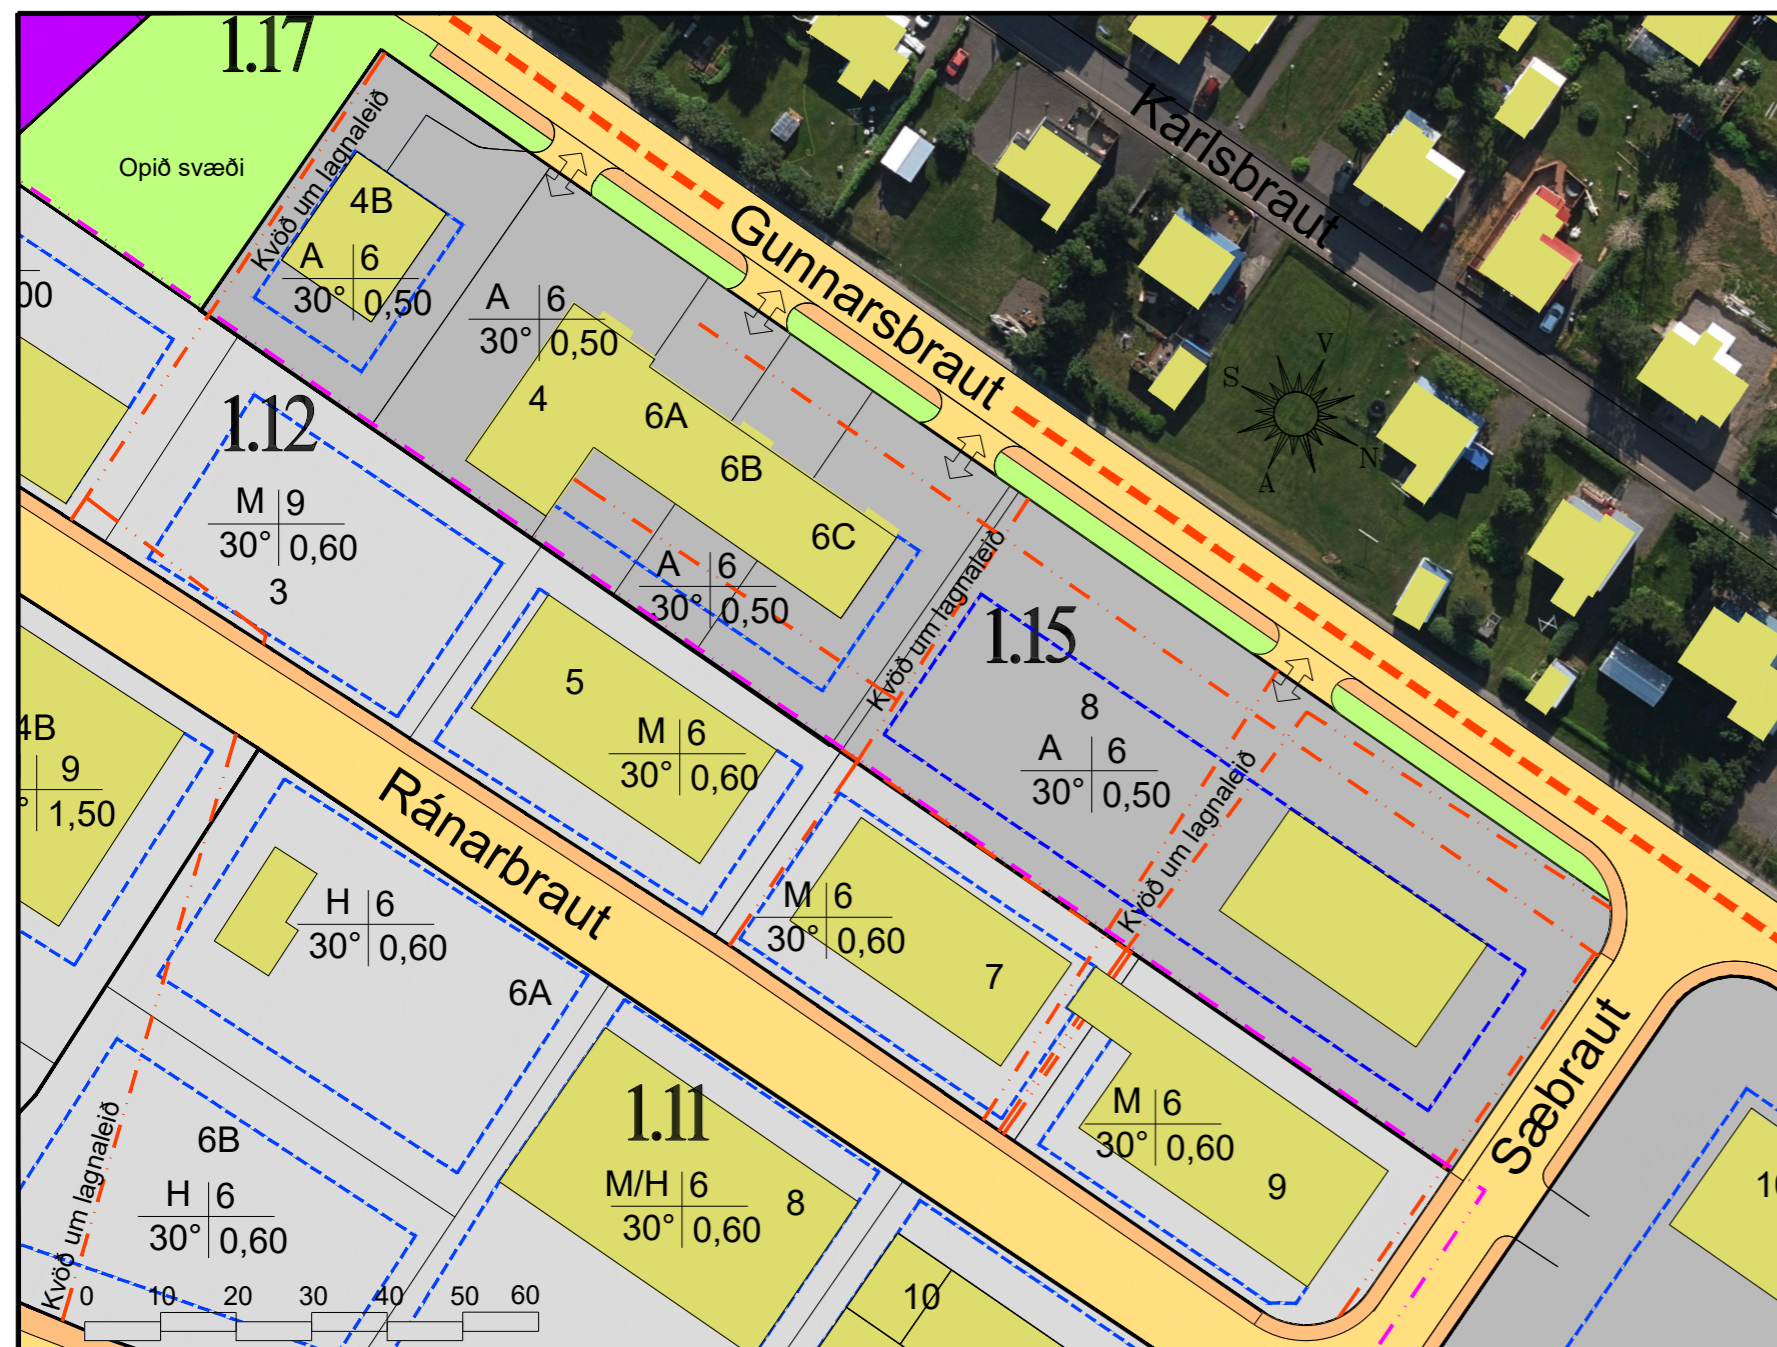 1.17
Opið svæði
Kvöð um lagnaleið
4B
A 6
30° 0,50
A 6
30° 0,50
4
6A
6B
6C
A 6
30° 0,50
Gunnarsbraut
Karlsbraut
V
S
N
A
00
1.12
M 9
30° 0,60
3
5
M 6
30° 0,60
Kvöð um lagnaleið
1.15
8
A 6
30° 0,50
Kvöð um lagnaleið
4B
9
° 1,50
Ránarbraut
M 6
30° 0,60
7
H 6
30° 0,60
6A
M 6
30° 0,60
9
Sæbraut
1.11
6B
H 6
30° 0,60
M/H 6
30° 0,60
8
Kvöð um lagnaleið
10
0 10 20 30 40 50 60